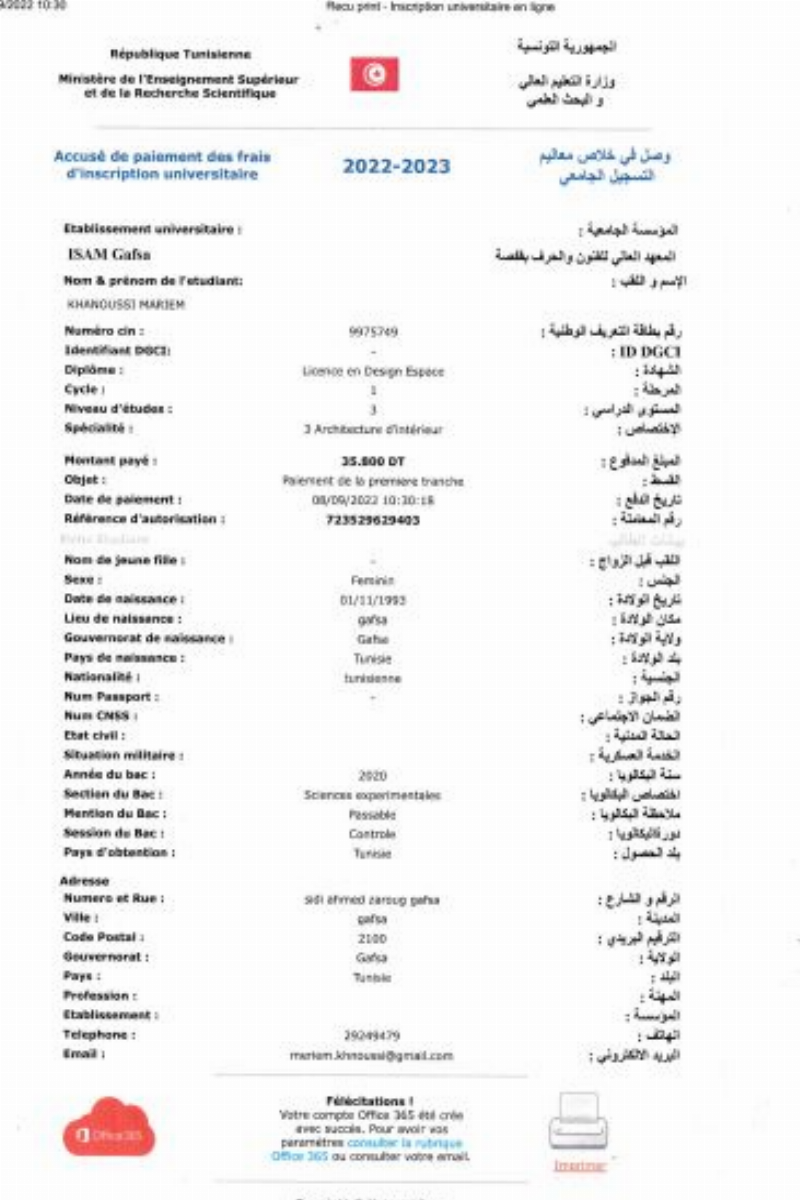 9/2022 10:30 Recu print - Inscription universitaire en ligne
République Tunisienne الجمهورية التونسية
Ministère de l'Enseignement Supérieur وزارة التعليم العالي
et de la Recherche Scientifique و البحث العلمي
Accusé de paiement des frais 2022-2023 وصل في خلاص معاليم
d'inscription universitaire التسجيل الجامعي
Etablissement universitaire : المؤسسة الجامعية :
ISAM Gafsa المعهد العالي للفنون والحرف بقفصة
Nom & prénom de l'etudiant: الإسم و اللقب :
KHANOUSSI MARIEM
Numéro cin : 9975749 رقم بطاقة التعريف الوطنية :
Identifiant DGCI: - ID DGCI :
Diplôme : Licence en Design Espace الشهادة :
Cycle : 1 المرحلة :
Niveau d'études : 3 المستوى الدراسي :
Spécialité : 3 Architecture d'intérieur الإختصاص :
Montant payé : 35.800 DT المبلغ المدفوع :
Objet : Paiement de la premiere tranche القسط :
Date de paiement : 08/09/2022 10:30:18 تاريخ الدفع :
Référence d'autorisation : 723529629403 رقم المعاملة :
Nom de jeune fille : - اللقب قبل الزواج :
Sexe : Feminin الجنس :
Date de naissance : 01/11/1993 تاريخ الولادة :
Lieu de naissance : gafsa مكان الولادة :
Gouvernorat de naissance : Gafsa ولاية الولادة :
Pays de naissance : Tunisie بلد الولادة :
Nationalité : tunisienne الجنسية :
Num Passport : - رقم الجواز :
Num CNSS : الضمان الاجتماعي :
Etat civil : الحالة المدنية :
Situation militaire : الخدمة العسكرية :
Année du bac : 2020 سنة البكالويا :
Section du Bac : Sciences experimentales اختصاص البكالويا :
Mention du Bac : Passable ملاحظة البكالويا :
Session du Bac : Controle دورةالبكالويا :
Pays d'obtention : Tunisie بلد الحصول :
Adresse
Numero et Rue : sidi ahmed zaroug gafsa الرقم و الشارع :
Ville : gafsa المدينة :
Code Postal : 2100 الترقيم البريدي :
Gouvernorat : Gafsa الولاية :
Pays : Tunisie البلد :
Profession : المهنة :
Etablissement : المؤسسة :
Telephone : 29249479 الهاتف :
Email : meriem.khnoussi@gmail.com البريد الالكتروني :
Félécitations !
Votre compte Office 365 été crée
avec succés. Pour avoir vos
paramétres consulter la rubrique
Office 365 ou consulter votre email.
Office 365
Imprimer